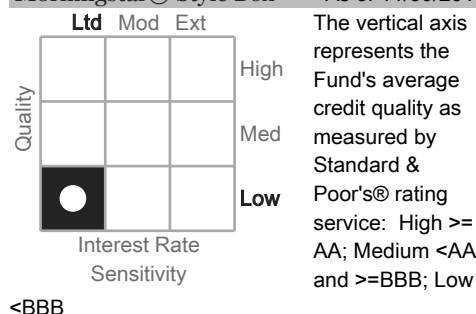 Ltd Mod Ext
High
Med
Low
Quality
Interest Rate
Sensitivity
The vertical axis
represents the
Fund's average
credit quality as
measured by
Standard &
Poor's® rating
service: High >=
AA; Medium <AA
and >=BBB; Low
<BBB